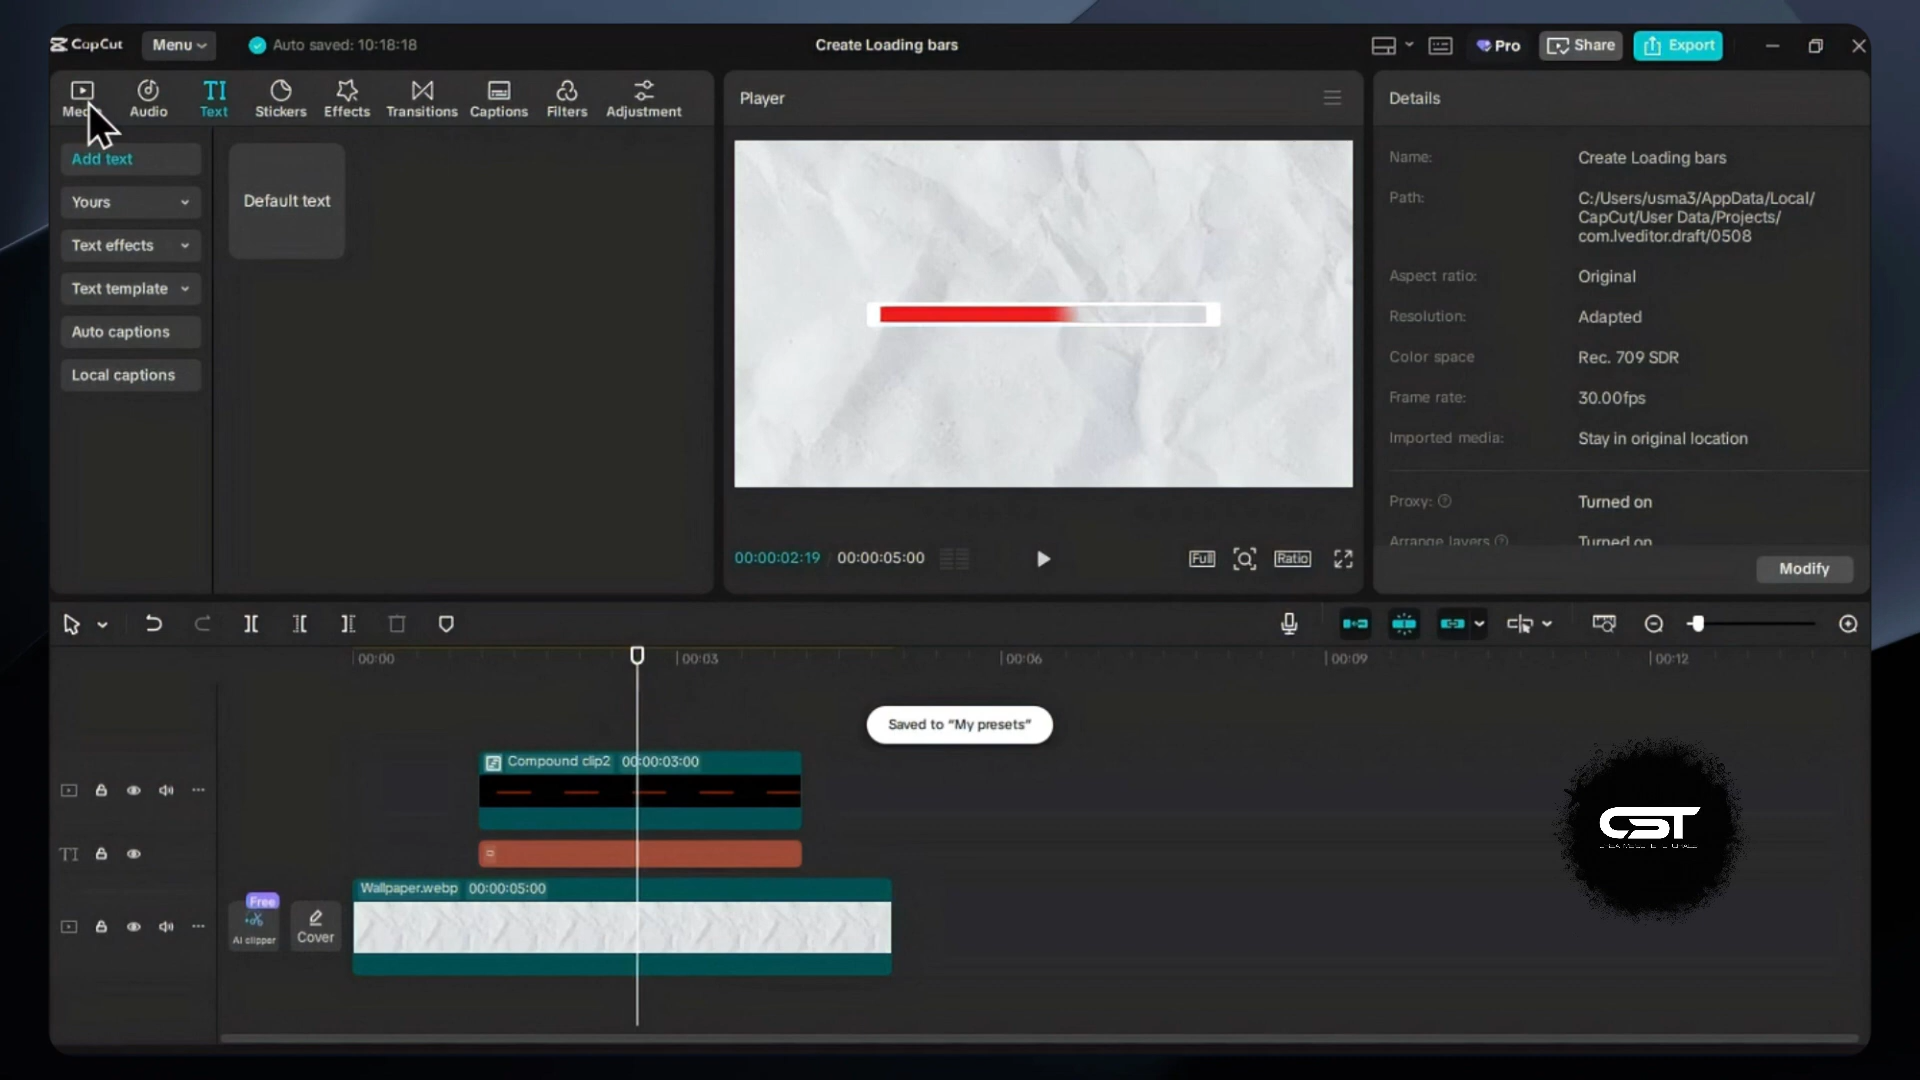 CapCut
Menu
Auto saved: 10:18:18
Create Loading bars
Pro
Share
Export
Media
Audio
TI
Text
Stickers
Effects
Transitions
Captions
Filters
Adjustment
Add text
Yours
Text effects
Text template
Auto captions
Local captions
Default text
Player
00:00:02:19
00:00:05:00
Full
Ratio
Details
Name:
Create Loading bars
Path:
C:/Users/usma3/AppData/Local/
CapCut/User Data/Projects/
com.lveditor.draft/0508
Aspect ratio:
Original
Resolution:
Adapted
Color space
Rec. 709 SDR
Frame rate:
30.00fps
Imported media:
Stay in original location
Proxy:
Turned on
Arrange layers
Turned on
Modify
00:00
00:03
00:06
00:09
00:12
Saved to “My presets”
Compound clip2 00:00:03:00
TI
Wallpaper.webp 00:00:05:00
Free
AI clipper
Cover
CST